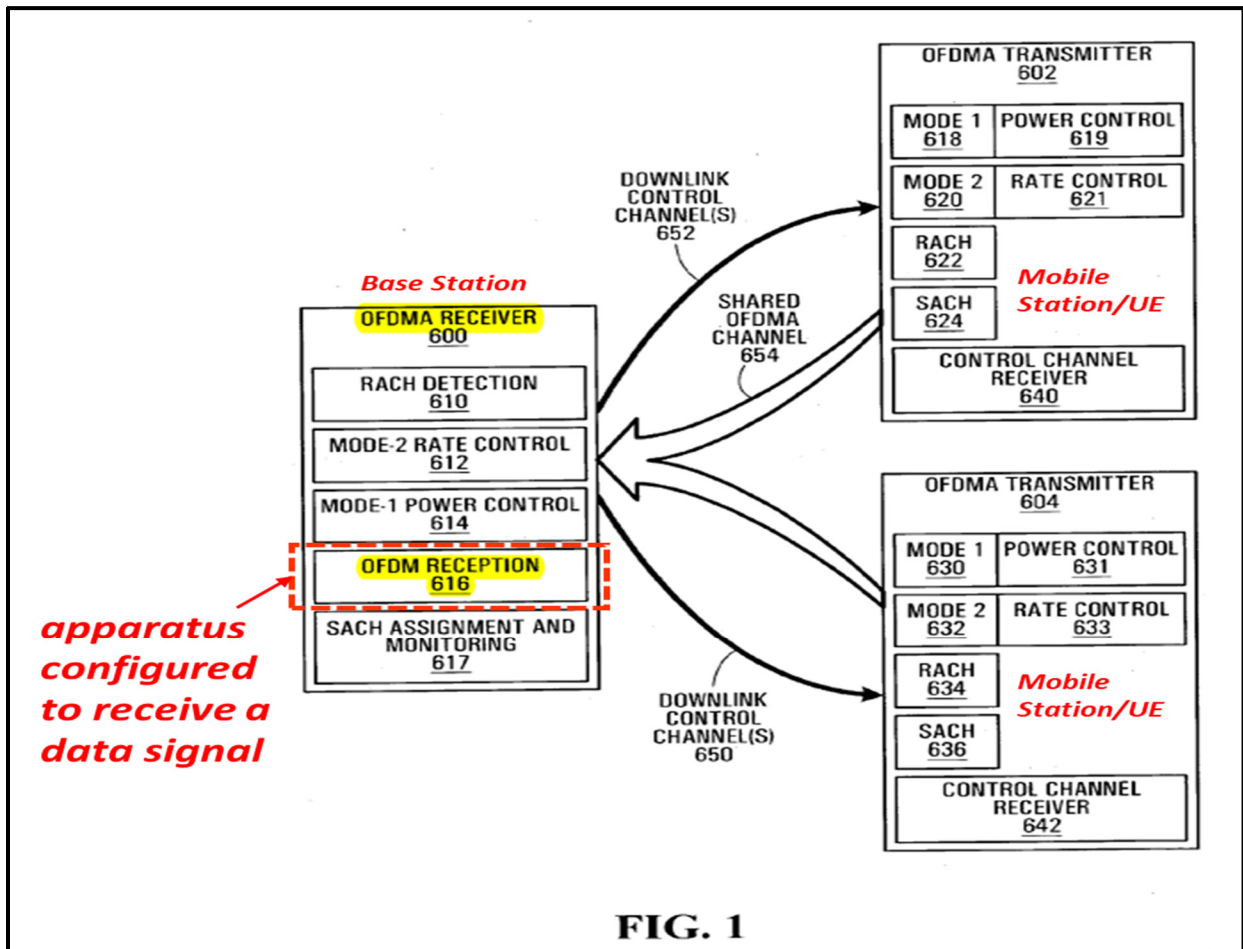 Base Station
OFDMA RECEIVER
600
RACH DETECTION
610
MODE-2 RATE CONTROL
612
MODE-1 POWER CONTROL
614
OFDM RECEPTION
616
SACH ASSIGNMENT AND
MONITORING
617
apparatus
configured
to receive a
data signal
DOWNLINK
CONTROL
CHANNEL(S)
652
SHARED
OFDMA
CHANNEL
654
DOWNLINK
CONTROL
CHANNEL(S)
650
OFDMA TRANSMITTER
602
MODE 1
618
POWER CONTROL
619
MODE 2
620
RATE CONTROL
621
RACH
622
SACH
624
Mobile
Station/UE
CONTROL CHANNEL
RECEIVER
640
OFDMA TRANSMITTER
604
MODE 1
630
POWER CONTROL
631
MODE 2
632
RATE CONTROL
633
RACH
634
SACH
636
Mobile
Station/UE
CONTROL CHANNEL
RECEIVER
642
FIG. 1